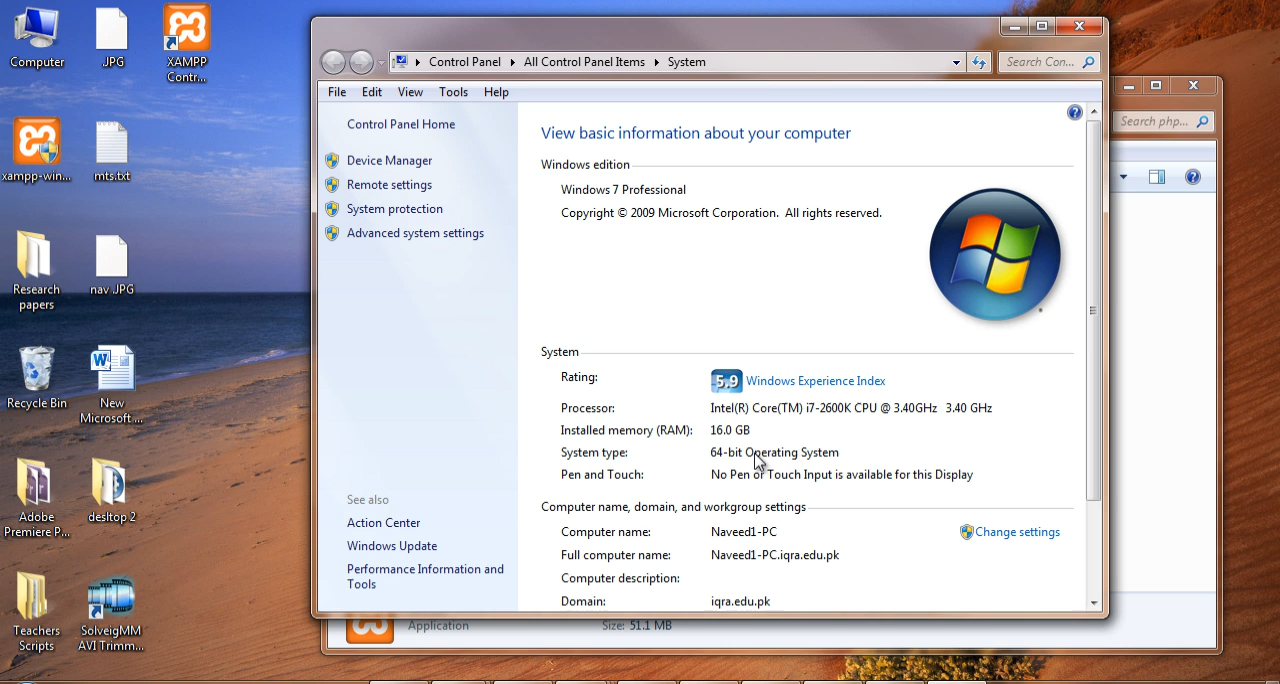 Computer
JPG
XAMPP
Contr...
xampp-win...
mts.txt
Research
papers
nav .JPG
Recycle Bin
New
Microsoft ...
Adobe
Premiere P...
desltop 2
Teachers
Scripts
SolveigMM
AVI Trimm...
Control Panel
All Control Panel Items
System
Search Con...
File
Edit
View
Tools
Help
Control Panel Home
Device Manager
Remote settings
System protection
Advanced system settings
See also
Action Center
Windows Update
Performance Information and
Tools
View basic information about your computer
Windows edition
Windows 7 Professional
Copyright © 2009 Microsoft Corporation. All rights reserved.
System
Rating:
5.9 Windows Experience Index
Processor:
Intel(R) Core(TM) i7-2600K CPU @ 3.40GHz 3.40 GHz
Installed memory (RAM):
16.0 GB
System type:
64-bit Operating System
Pen and Touch:
No Pen or Touch Input is available for this Display
Computer name, domain, and workgroup settings
Computer name:
Naveed1-PC
Change settings
Full computer name:
Naveed1-PC.iqra.edu.pk
Computer description:
Domain:
iqra.edu.pk
Search php...
Application
Size: 51.1 MB